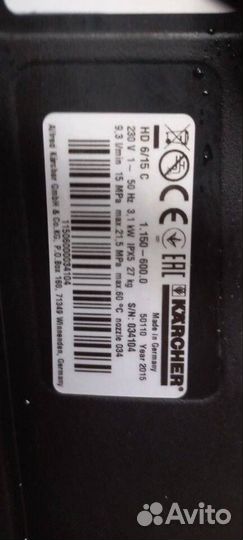 KÄRCHER
Made in Germany
50110 Year 2015
HD 6/15 C 1.150-600.0 S/N: 034104
230 V 1~ 50 Hz 3,1 kW IPX5 27 kg
9,3 l/min 15 MPa max.21,5 MPa max 60 °C nozzle 034
Alfred Kärcher GmbH & Co. KG, P.O.Box 160, 71349 Winnenden, Germany
CE
EAC
Avito